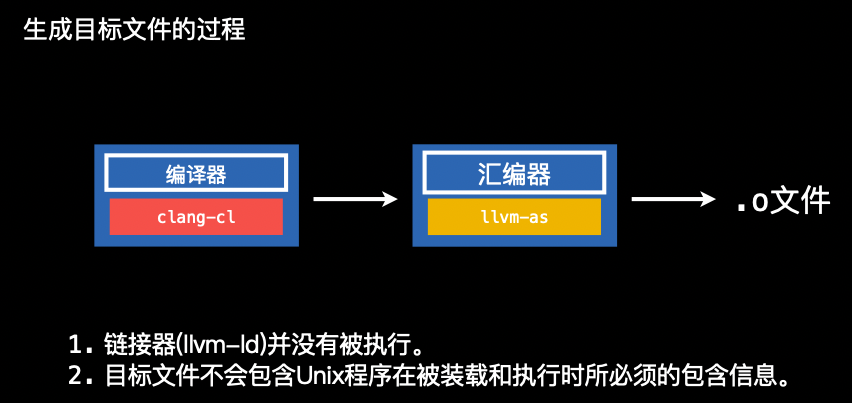 生成目标文件的过程
编译器
clang-cl
汇编器
llvm-as
.o文件
1. 链接器(llvm-ld)并没有被执行。
2. 目标文件不会包含Unix程序在被装载和执行时所必须的包含信息。